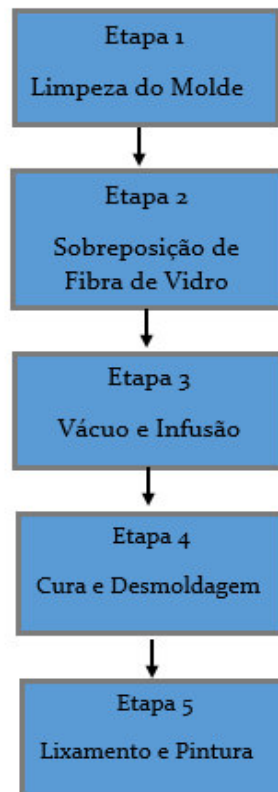 Etapa 1
Limpeza do Molde
Etapa 2
Sobreposição de
Fibra de Vidro
Etapa 3
Vácuo e Infusão
Etapa 4
Cura e Desmoldagem
Etapa 5
Lixamento e Pintura